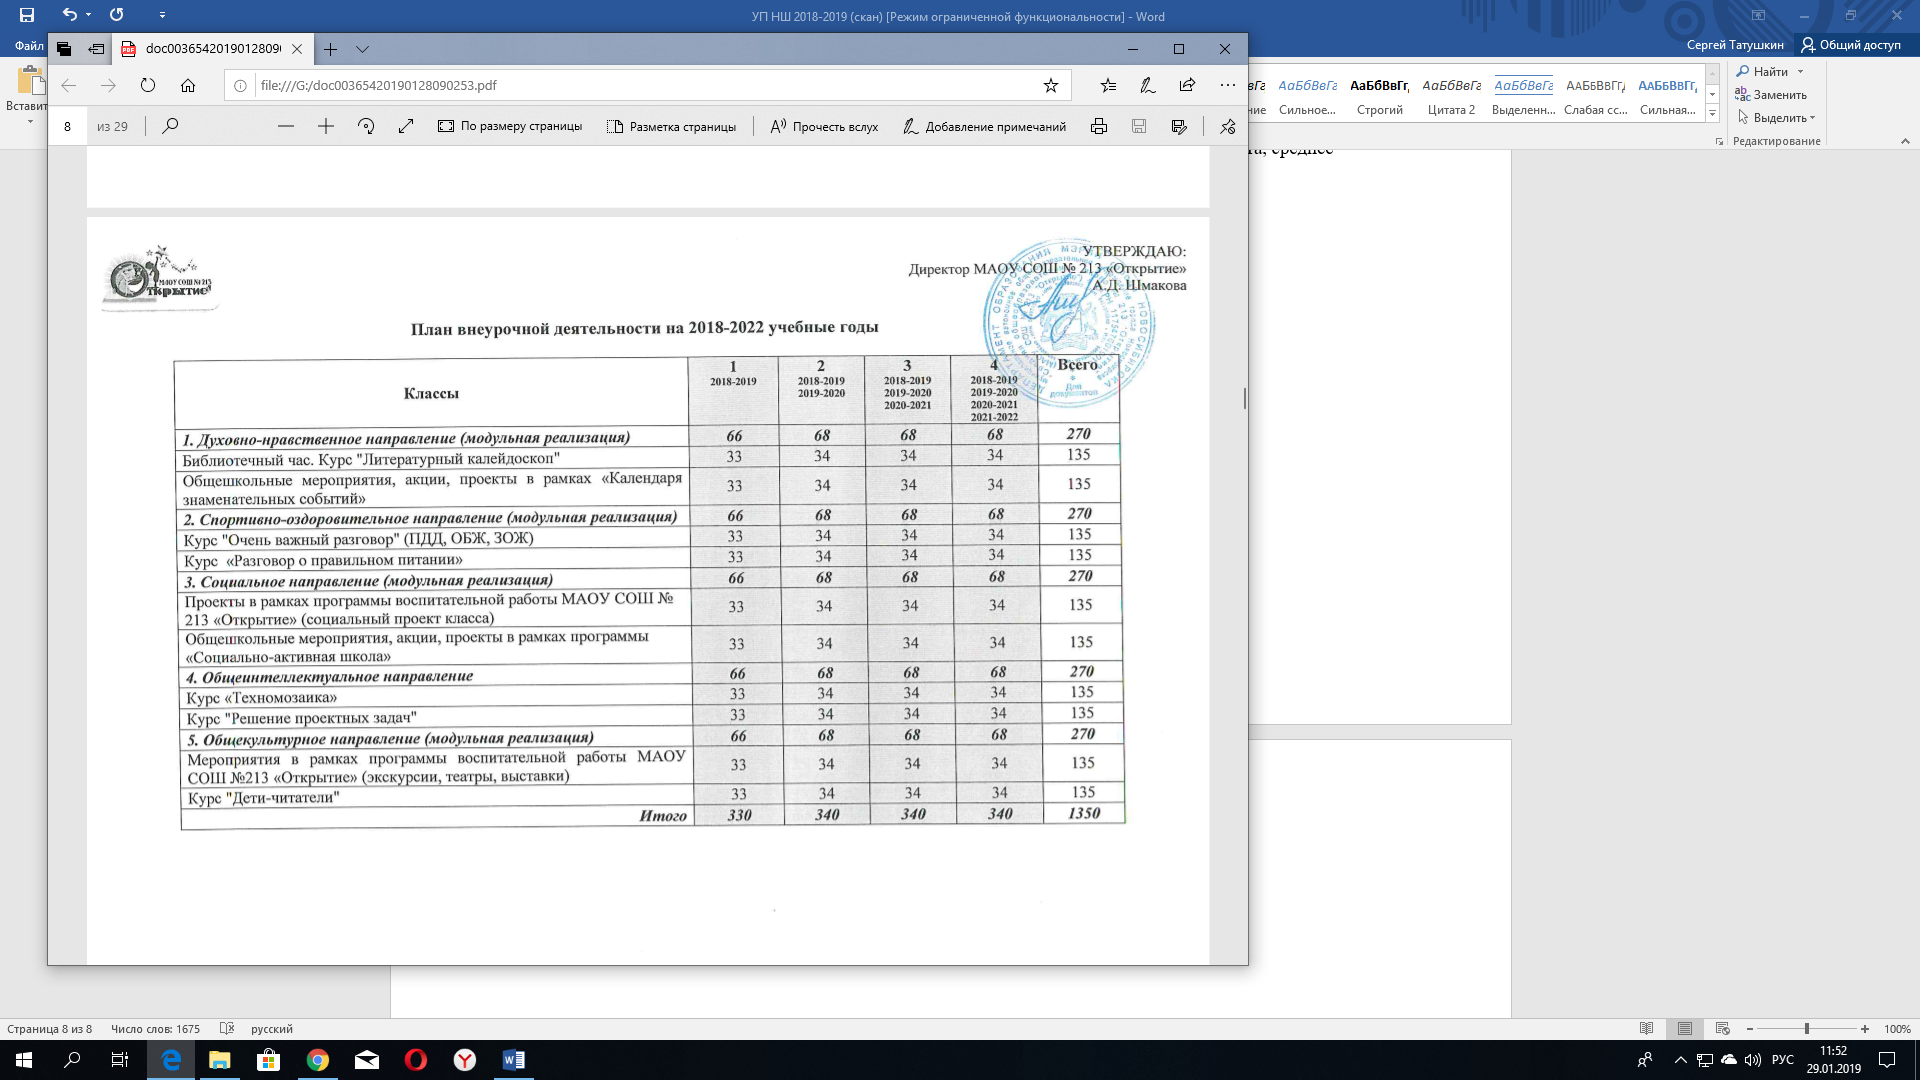 УП НШ 2018-2019 (скан) [Режим ограниченной функциональности] - Word
Файл
Сергей Татушкин
Общий доступ
doc00365420190128090
file:///G:/doc00365420190128090253.pdf
Вставит
Сильное...
Строгий
Цитата 2
Выделенн...
Слабая сс...
Сильная...
Найти
Заменить
Выделить
Редактирование
8 из 29
По размеру страницы
Разметка страницы
Прочесть вслух
Добавление примечаний
та, среднее
МАОУ СОШ № 213
УТВЕРЖДАЮ:
Директор МАОУ СОШ № 213 «Открытие»
А.Д. Шмакова
План внеурочной деятельности на 2018-2022 учебные годы
Классы
1 2018-2019
2 2018-2019 2019-2020
3 2018-2019 2019-2020 2020-2021
4 2018-2019 2019-2020 2020-2021 2021-2022
Всего
1. Духовно-нравственное направление (модульная реализация) 66 68 68 68 270
Библиотечный час. Курс "Литературный калейдоскоп" 33 34 34 34 135
Общешкольные мероприятия, акции, проекты в рамках «Календаря
знаменательных событий» 33 34 34 34 135
2. Спортивно-оздоровительное направление (модульная реализация) 66 68 68 68 270
Курс "Очень важный разговор" (ПДД, ОБЖ, ЗОЖ) 33 34 34 34 135
Курс «Разговор о правильном питании» 33 34 34 34 135
3. Социальное направление (модульная реализация) 66 68 68 68 270
Проекты в рамках программы воспитательной работы МАОУ СОШ №
213 «Открытие» (социальный проект класса) 33 34 34 34 135
Общешкольные мероприятия, акции, проекты в рамках программы
«Социально-активная школа» 33 34 34 34 135
4. Общеинтеллектуальное направление 66 68 68 68 270
Курс «Техномозаика» 33 34 34 34 135
Курс "Решение проектных задач" 33 34 34 34 135
5. Общекультурное направление (модульная реализация) 66 68 68 68 270
Мероприятия в рамках программы воспитательной работы МАОУ
СОШ №213 «Открытие» (экскурсии, театры, выставки) 33 34 34 34 135
Курс "Дети-читатели" 33 34 34 34 135
Итого 330 340 340 340 1350
Страница 8 из 8
Число слов: 1675
русский
100%
РУС
11:52
29.01.2019